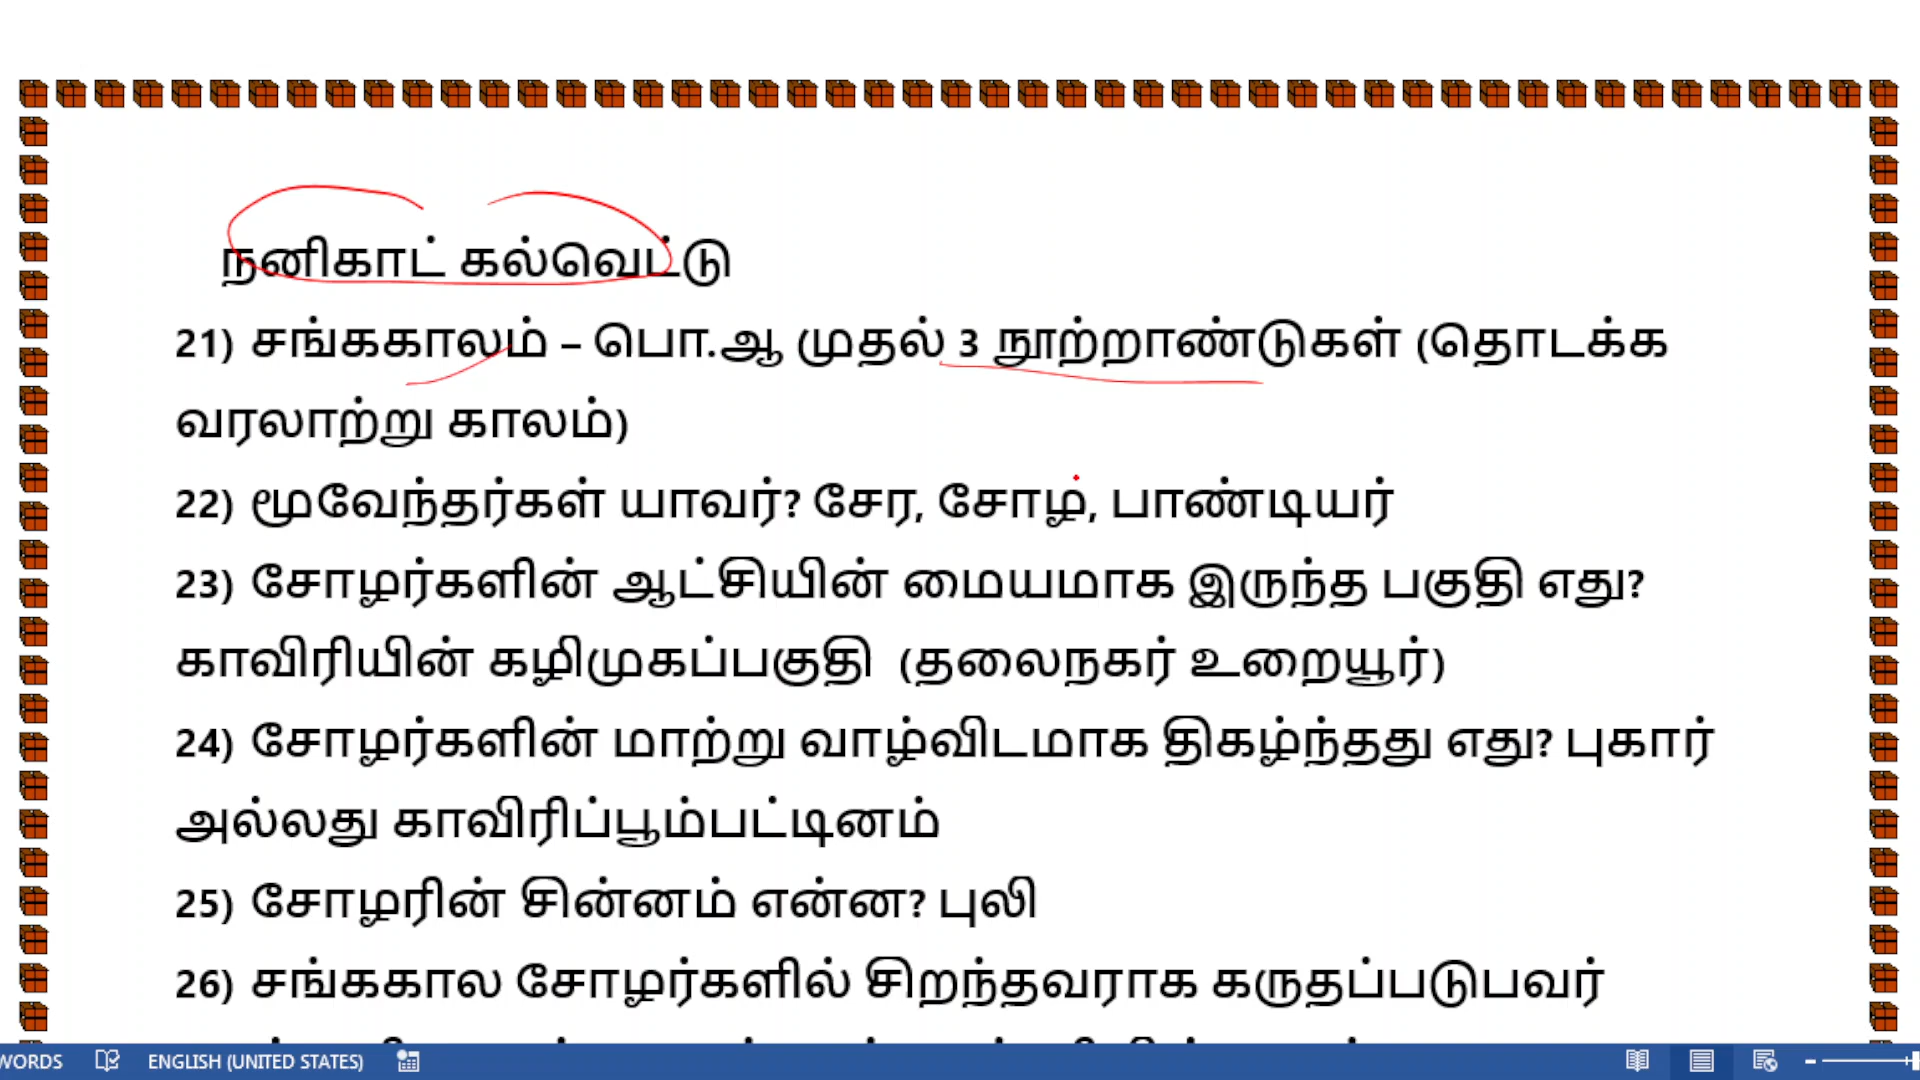 நனிகாட் கல்வெட்டு
21) சங்ககாலம் – பொ.ஆ முதல் 3 நூற்றாண்டுகள் (தொடக்க
வரலாற்று காலம்)
22) மூவேந்தர்கள் யாவர்? சேர, சோழ, பாண்டியர்
23) சோழர்களின் ஆட்சியின் மையமாக இருந்த பகுதி எது?
காவிரியின் கழிமுகப்பகுதி (தலைநகர் உறையூர்)
24) சோழர்களின் மாற்று வாழ்விடமாக திகழ்ந்தது எது? புகார்
அல்லது காவிரிப்பூம்பட்டினம்
25) சோழரின் சின்னம் என்ன? புலி
26) சங்ககால சோழர்களில் சிறந்தவராக கருதப்படுபவர்
WORDS ENGLISH (UNITED STATES)